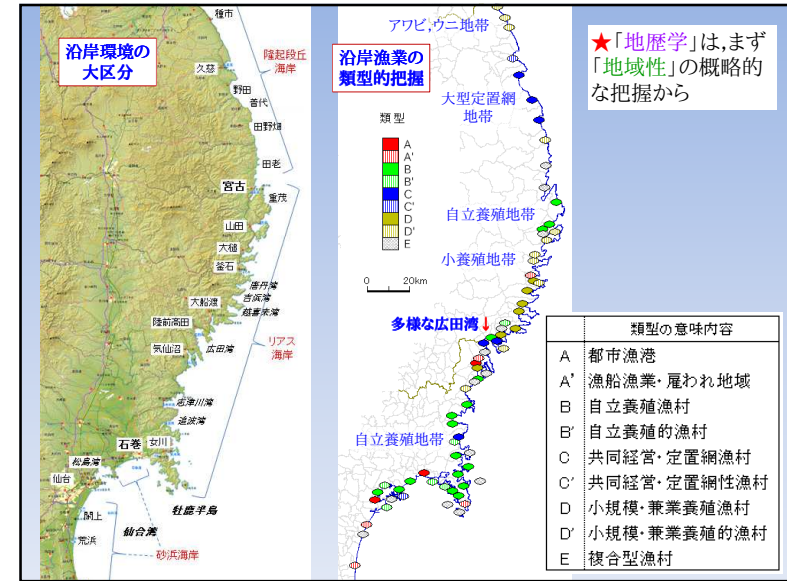 沿岸環境の
大区分
種市
隆起段丘
海岸
久慈
野田
普代
田野畑
田老
宮古
重茂
山田
大槌
釜石
唐丹湾
吉浜湾
越喜来湾
大船渡
陸前高田
気仙沼
広田湾
リアス
海岸
志津川湾
追波湾
石巻
女川
松島湾
仙台
牡鹿半島
閖上
仙台湾
荒浜
砂浜海岸
沿岸漁業の
類型的把握
アワビ,ウニ地帯
大型定置網
地帯
類型
A
A'
B
B'
C
C'
D
D'
E
0 20km
自立養殖地帯
小養殖地帯
多様な広田湾↓
自立養殖地帯
★「地歴学」は,まず
「地域性」の概略的
な把握から
類型の意味内容
A 都市漁港
A' 漁船漁業・雇われ地域
B 自立養殖漁村
B' 自立養殖的漁村
C 共同経営・定置網漁村
C' 共同経営・定置網性漁村
D 小規模・兼業養殖漁村
D' 小規模・兼業養殖的漁村
E 複合型漁村